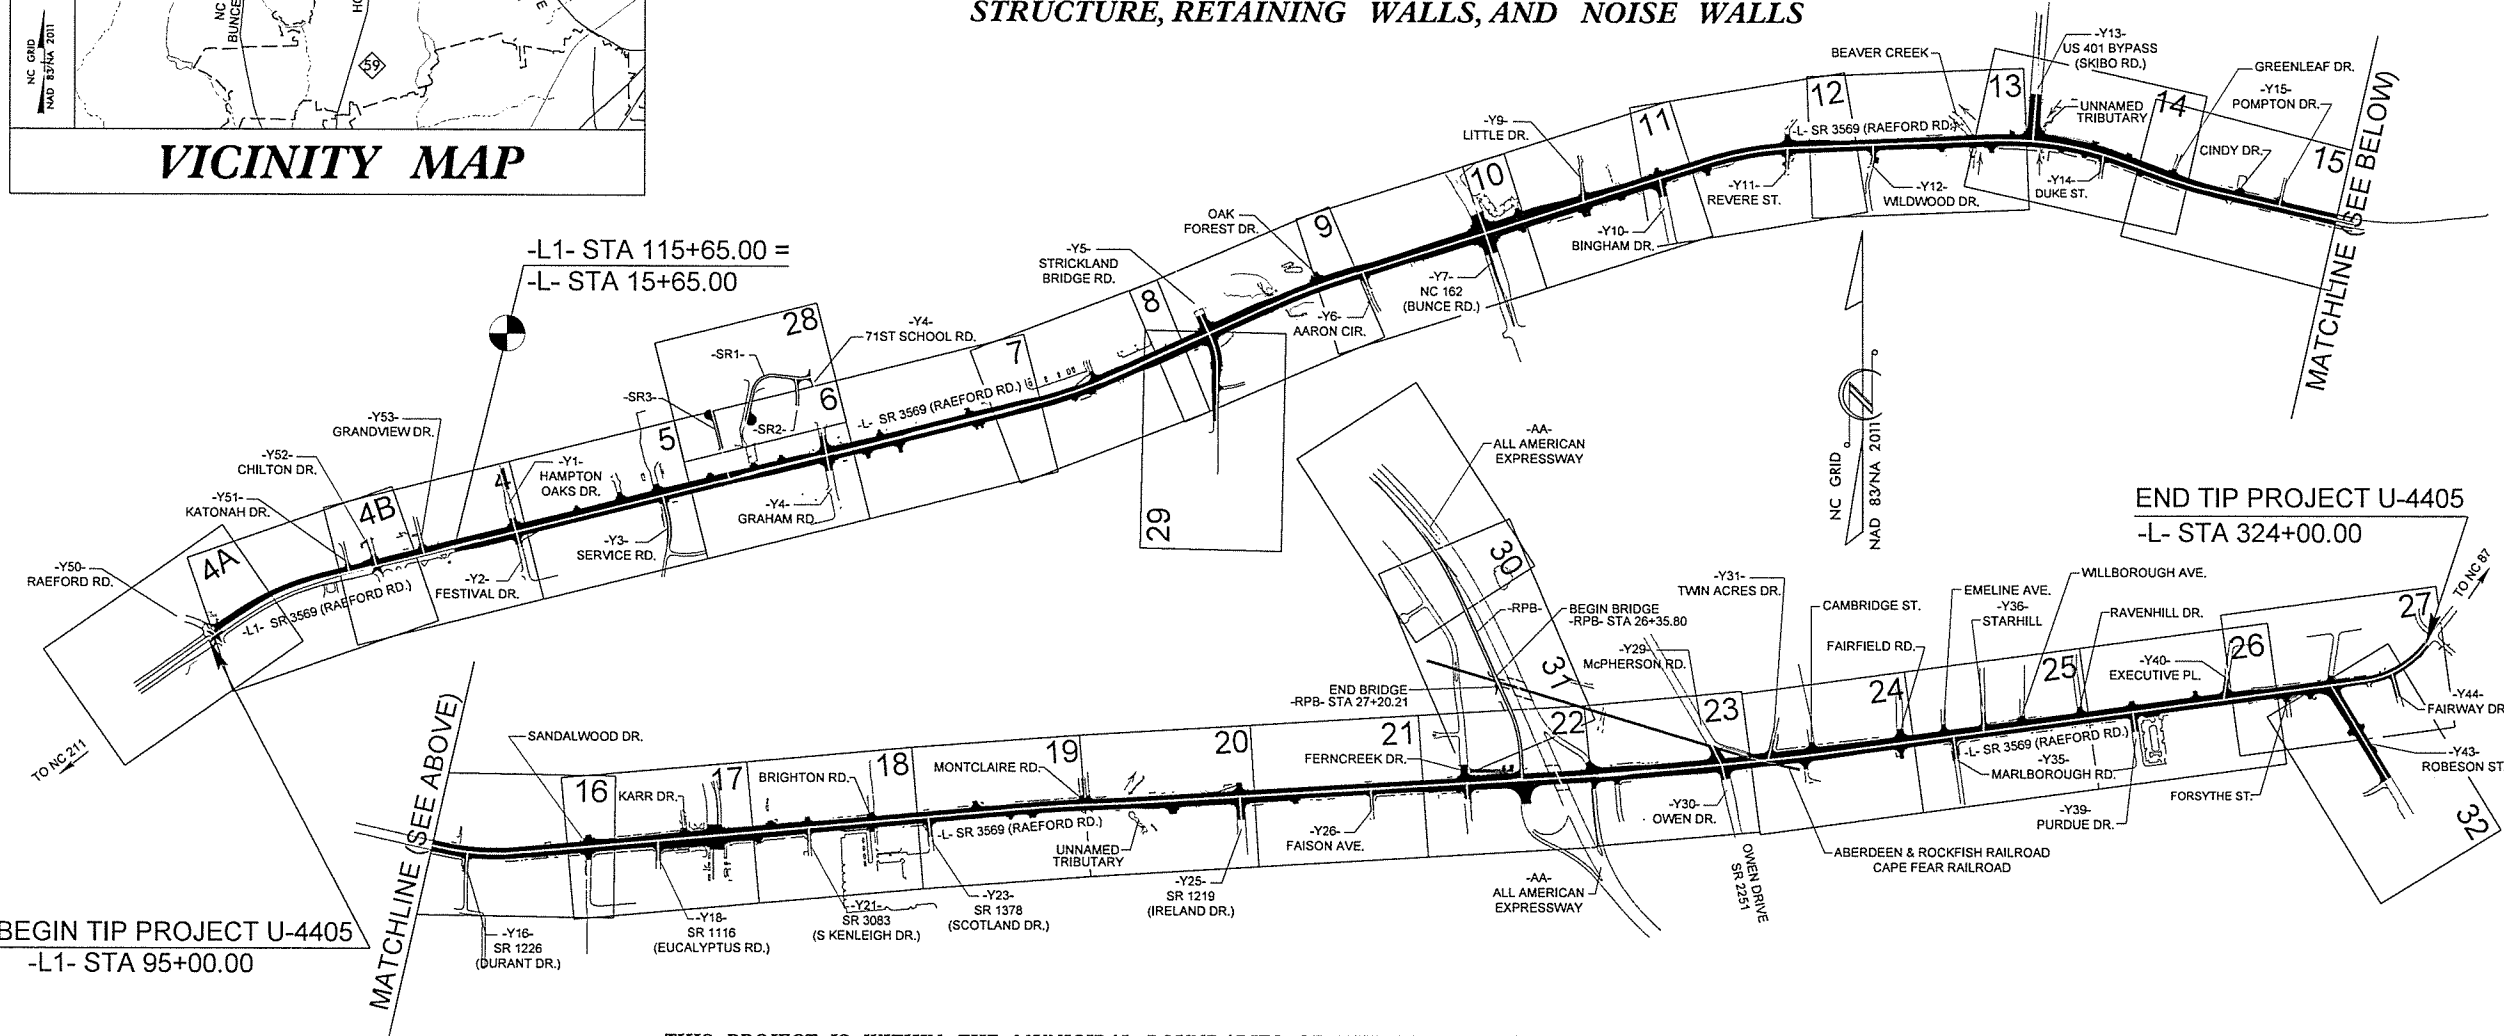 STRUCTURE, RETAINING WALLS, AND NOISE WALLS
NC GRID
NAD 83/NA 2011
NC
BUNCE
59
VICINITY MAP
-L1- STA 115+65.00 =
-L- STA 15+65.00
-Y50-
RAEFORD RD.
4A
-Y51-
KATONAH DR.
-Y52-
CHILTON DR.
-Y53-
GRANDVIEW DR.
4B
-L1- SR 3569 (RAEFORD RD.)
4
-Y1-
HAMPTON
OAKS DR.
-Y2-
FESTIVAL DR.
5
-Y3-
SERVICE RD.
-SR3-
-SR1-
-SR2-
28
-Y4-
71ST SCHOOL RD.
6
-Y4-
GRAHAM RD.
-L- SR 3569 (RAEFORD RD.)
7
8
-Y5-
STRICKLAND
BRIDGE RD.
29
OAK
FOREST DR.
9
-Y6-
AARON CIR.
10
-Y7-
NC 162
(BUNCE RD.)
-Y9-
LITTLE DR.
11
-Y10-
BINGHAM DR.
-Y11-
REVERE ST.
12
-L- SR 3569 (RAEFORD RD.)
-Y12-
WILDWOOD DR.
BEAVER CREEK
13
-Y13-
US 401 BYPASS
(SKIBO RD.)
UNNAMED
TRIBUTARY
-Y14-
DUKE ST.
14
GREENLEAF DR.
-Y15-
POMPTON DR.
CINDY DR.
15
MATCHLINE (SEE BELOW)
NC GRID
NAD 83/NA 2011
TO NC 211
BEGIN TIP PROJECT U-4405
-L1- STA 95+00.00
MATCHLINE (SEE ABOVE)
-Y16-
SR 1226
(DURANT DR.)
SANDALWOOD DR.
16
KARR DR.
17
-Y18-
SR 1116
(EUCALYPTUS RD.)
BRIGHTON RD.
18
-Y21-
SR 3083
(S KENLEIGH DR.)
-Y23-
SR 1378
(SCOTLAND DR.)
MONTCLAIRE RD.
19
-L- SR 3569 (RAEFORD RD.)
UNNAMED
TRIBUTARY
20
-Y25-
SR 1219
(IRELAND DR.)
21
-Y26-
FAISON AVE.
FERNCREEK DR.
-AA-
ALL AMERICAN
EXPRESSWAY
30
-RPB-
BEGIN BRIDGE
-RPB- STA 26+35.80
END BRIDGE
-RPB- STA 27+20.21
31
22
-AA-
ALL AMERICAN
EXPRESSWAY
-Y29-
McPHERSON RD.
23
-Y30-
OWEN DR.
OWEN DRIVE
SR 2251
-Y31-
TWIN ACRES DR.
CAMBRIDGE ST.
FAIRFIELD RD.
24
ABERDEEN & ROCKFISH RAILROAD
CAPE FEAR RAILROAD
EMELINE AVE.
-Y36-
STARHILL
WILLBOROUGH AVE.
RAVENHILL DR.
25
-L- SR 3569 (RAEFORD RD.)
-Y35-
MARLBOROUGH RD.
-Y39-
PURDUE DR.
-Y40-
EXECUTIVE PL.
26
FORSYTHE ST.
27
-Y44-
FAIRWAY DR
-Y43-
ROBESON ST.
32
TO NC 87
END TIP PROJECT U-4405
-L- STA 324+00.00